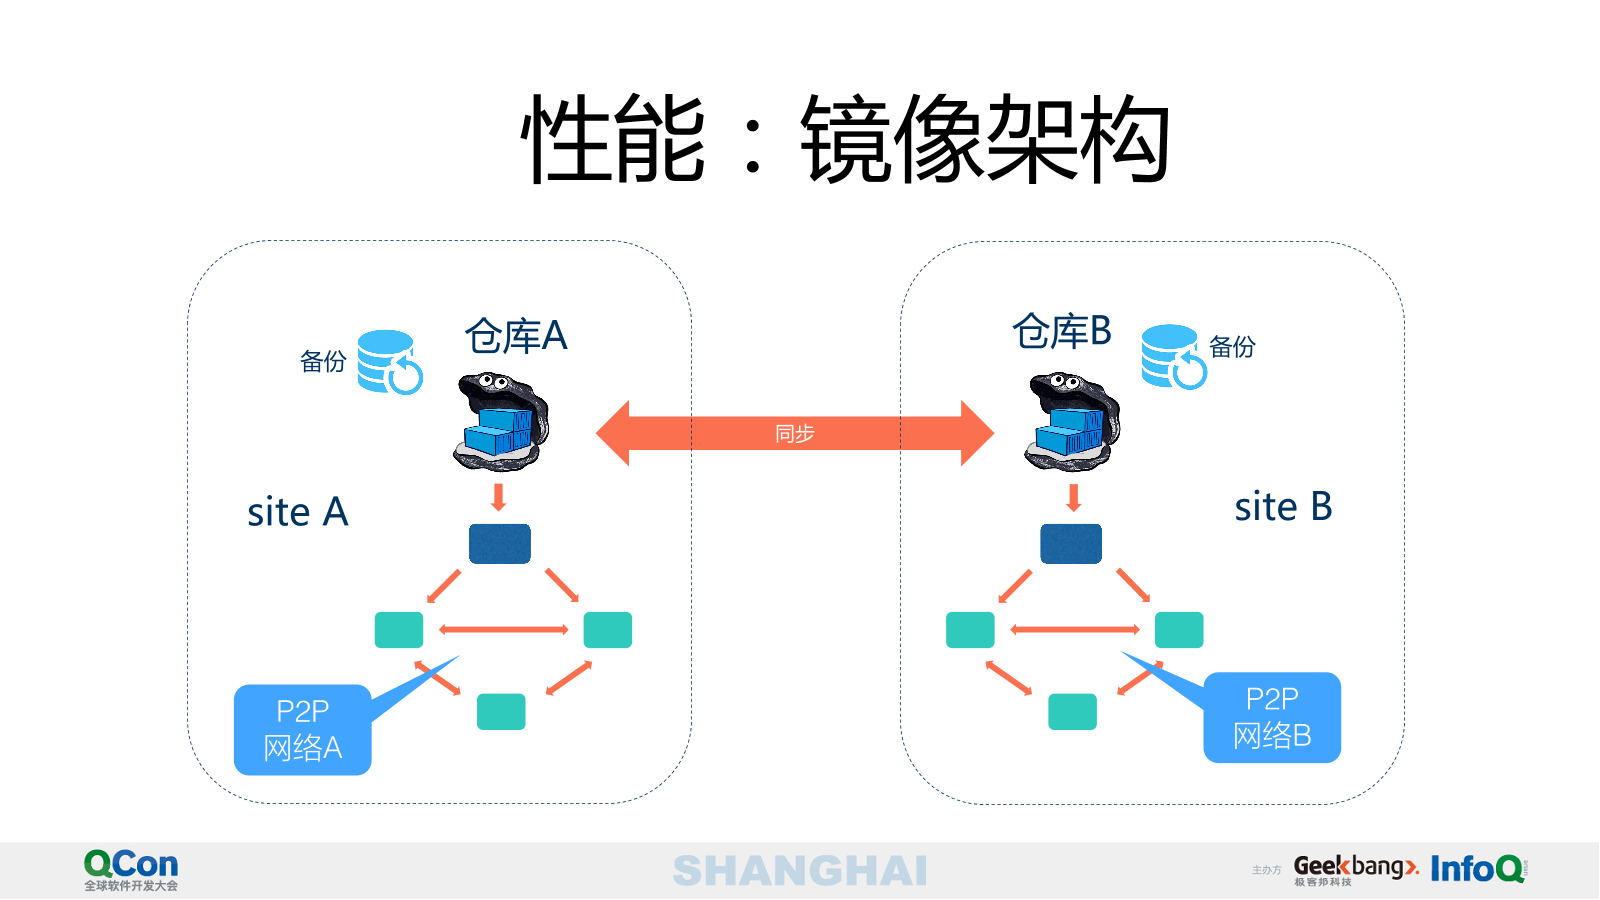 性能：镜像架构
仓库A
备份
仓库B
备份
同步
site A
site B
P2P
网络A
P2P
网络B
QCon
全球软件开发大会
SHANGHAI
主办方
Geekbang>.
极客邦科技
InfoQ